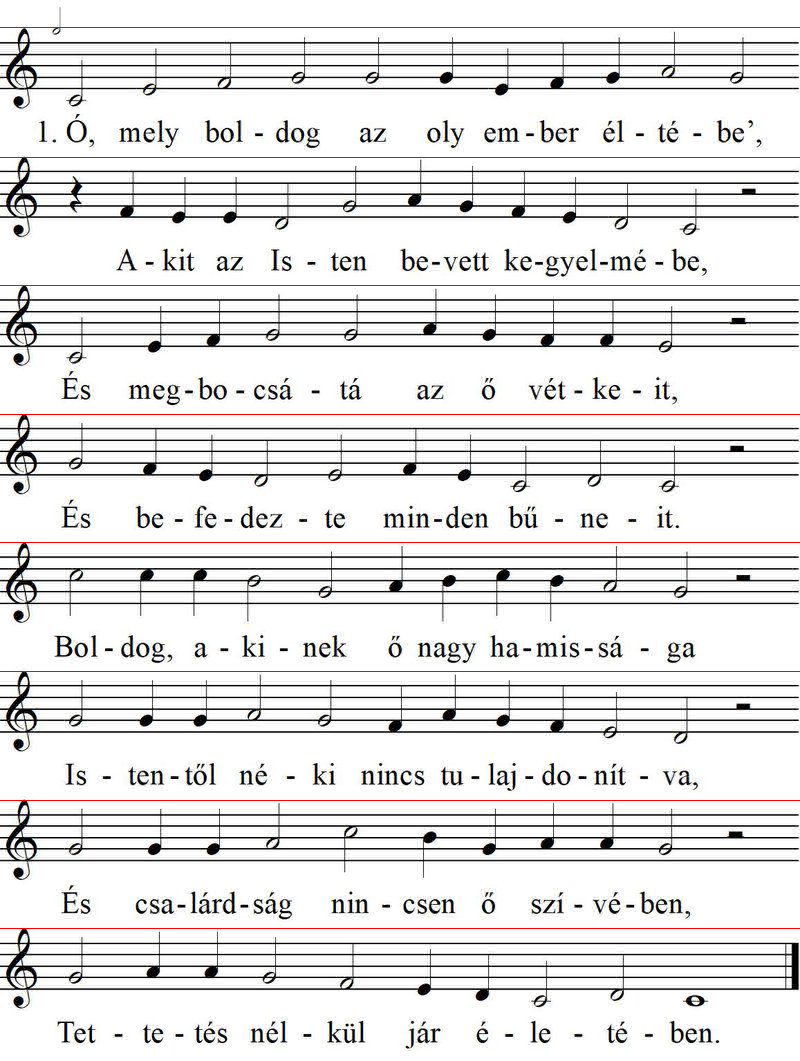 1. Ó, mely bol - dog az oly em - ber él - té - be’,
A - kit az Is - ten be - vett ke - gyel - mé - be,
És meg - bo - csá - tá az ő vét - ke - it,
És be - fe - dez - te min - den bű - ne - it.
Bol - dog, a - ki - nek ő nagy ha - mis - sá - ga
Is - ten - től né - ki nincs tu - laj - do - nít - va,
És csa - lárd - ság nin - csen ő szí - vé - ben,
Tet - te - tés nél - kül jár é - le - té - ben.